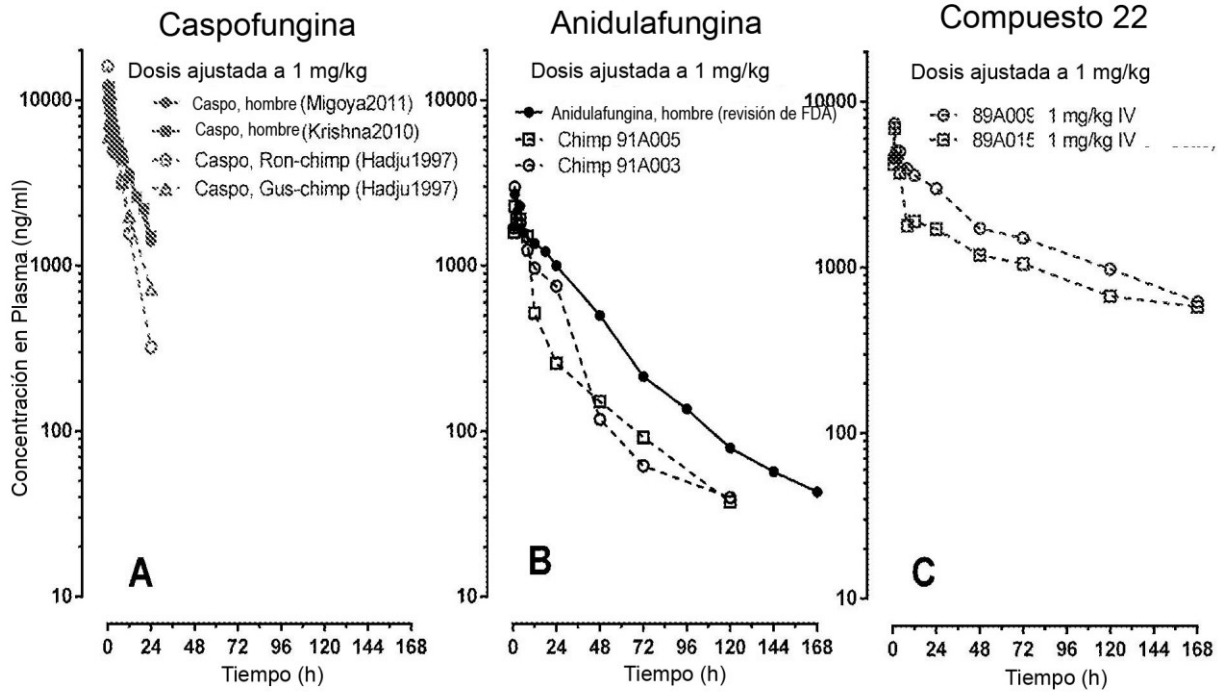 Caspofungina
Dosis ajustada a 1 mg/kg
Caspo, hombre (Migoya2011)
Caspo, hombre (Krishna2010)
Caspo, Ron-chimp (Hadju1997)
Caspo, Gus-chimp (Hadju1997)
Concentración en Plasma (ng/ml)
10000
1000
100
10
A
0 24 48 72 96 120 144 168
Tiempo (h)
Anidulafungina
Dosis ajustada a 1 mg/kg
Anidulafungina, hombre (revisión de FDA)
Chimp 91A005
Chimp 91A003
10000
1000
100
10
B
0 24 48 72 96 120 144 168
Tiempo (h)
Compuesto 22
Dosis ajustada a 1 mg/kg
89A009 1 mg/kg IV
89A015 1 mg/kg IV
10000
1000
100
10
C
0 24 48 72 96 120 144 168
Tiempo (h)